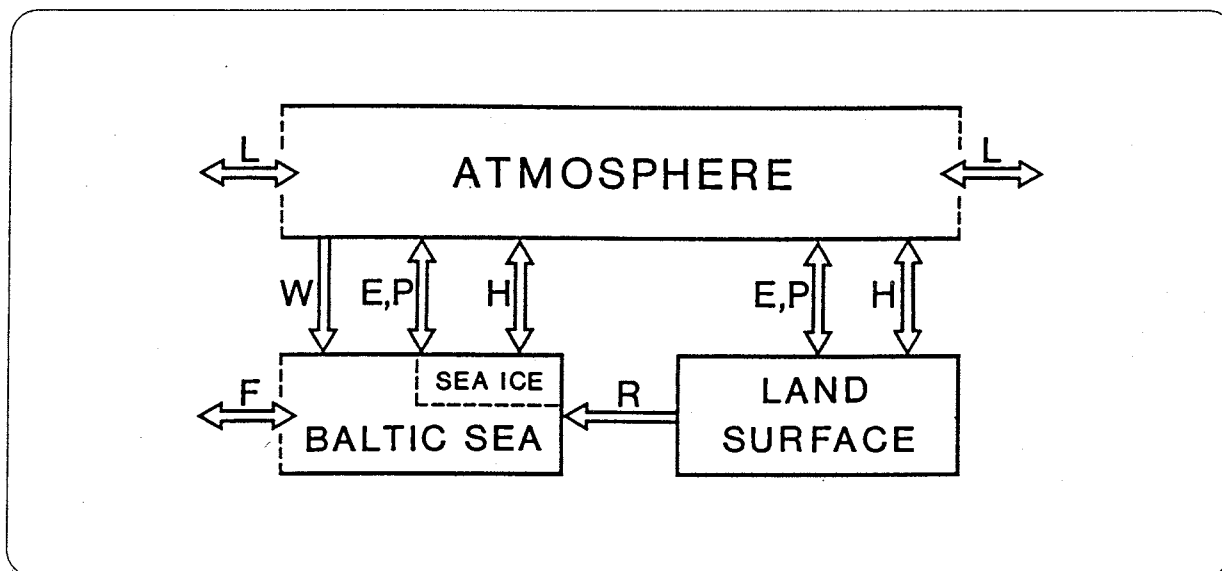 L
ATMOSPHERE
L
W
E,P
H
E,P
H
SEA ICE
F
BALTIC SEA
R
LAND
SURFACE